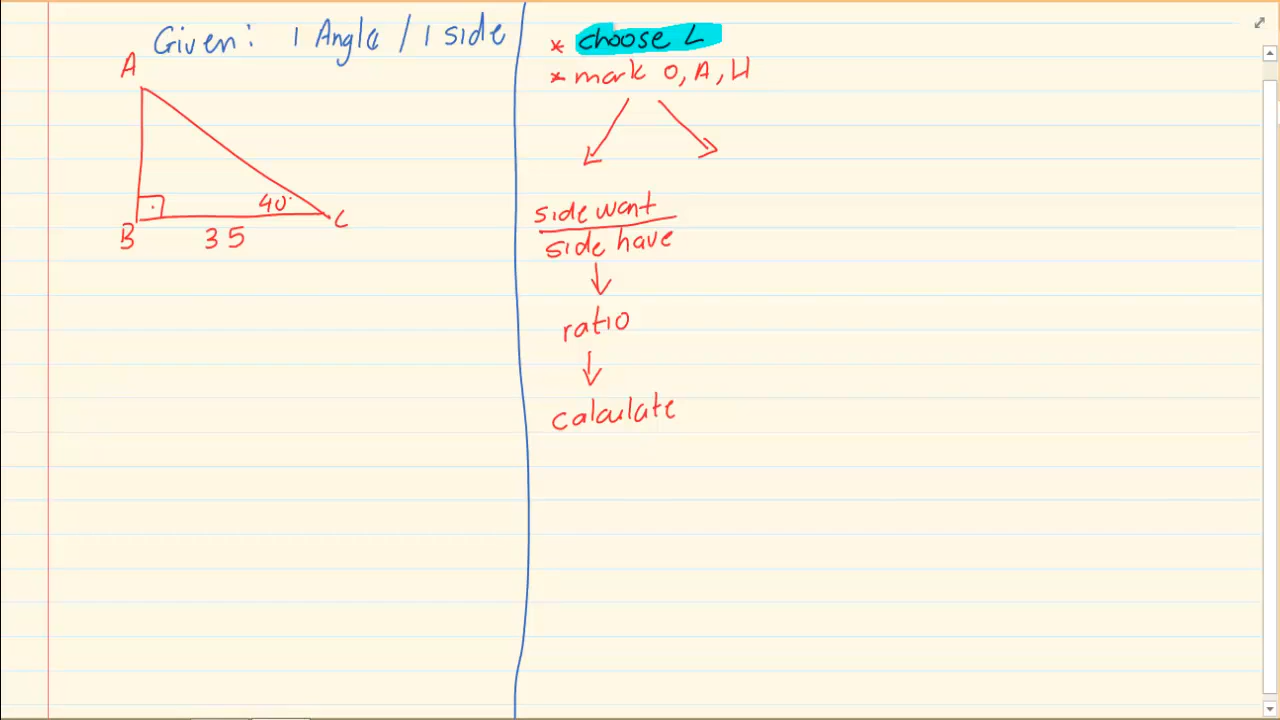 Given: 1 Angle / 1 side
A
40°
B
C
35
* choose L
* mark O, A, H
side want
side have
ratio
calculate